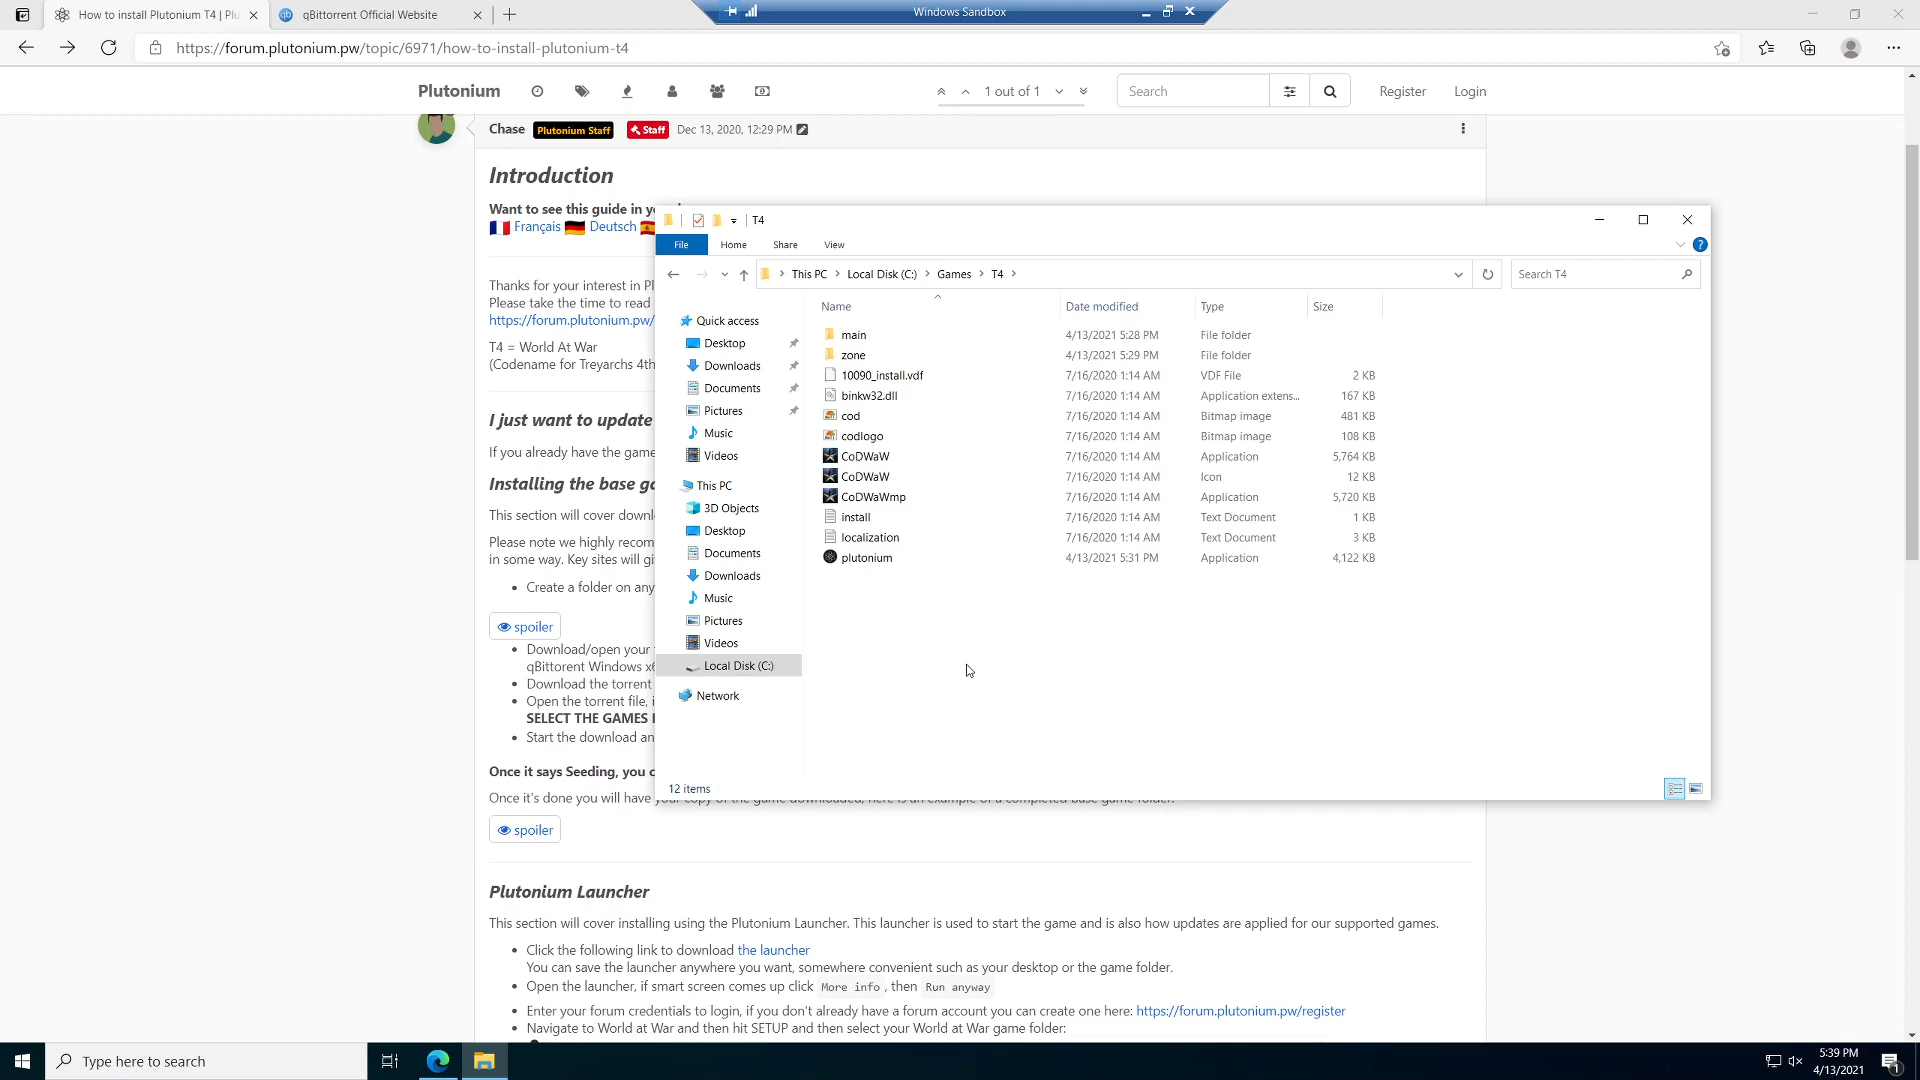 How to install Plutonium T4 | Plu
qBittorrent Official Website
Windows Sandbox
https://forum.plutonium.pw/topic/6971/how-to-install-plutonium-t4
Plutonium
1 out of 1
Search
Register
Login
Chase
Plutonium Staff
Staff
Dec 13, 2020, 12:29 PM
Introduction
Want to see this guide in
Français Deutsch
Thanks for your interest in Pl
Please take the time to read
https://forum.plutonium.pw/
T4 = World At War
(Codename for Treyarchs 4th
I just want to update
If you already have the game
Installing the base ga
This section will cover downl
Please note we highly recom
in some way. Key sites will gi
Create a folder on any
spoiler
Download/open your
qBittorent Windows x6
Download the torrent
Open the torrent file, i
SELECT THE GAMES
Start the download an
Once it says Seeding, you c
Once it's done you will have your copy of the game downloaded, here is an example of a completed base game folder:
spoiler
Plutonium Launcher
This section will cover installing using the Plutonium Launcher. This launcher is used to start the game and is also how updates are applied for our supported games.
Click the following link to download the launcher
You can save the launcher anywhere you want, somewhere convenient such as your desktop or the game folder.
Open the launcher, if smart screen comes up click More info, then Run anyway
Enter your forum credentials to login, if you don't already have a forum account you can create one here: https://forum.plutonium.pw/register
Navigate to World at War and then hit SETUP and then select your World at War game folder:
T4
File Home Share View
This PC > Local Disk (C:) > Games > T4 >
Search T4
Quick access
Desktop
Downloads
Documents
Pictures
Music
Videos
This PC
3D Objects
Desktop
Documents
Downloads
Music
Pictures
Videos
Local Disk (C:)
Network
Name Date modified Type Size
main 4/13/2021 5:28 PM File folder
zone 4/13/2021 5:29 PM File folder
10090_install.vdf 7/16/2020 1:14 AM VDF File 2 KB
binkw32.dll 7/16/2020 1:14 AM Application extens... 167 KB
cod 7/16/2020 1:14 AM Bitmap image 481 KB
codlogo 7/16/2020 1:14 AM Bitmap image 108 KB
CoDWaW 7/16/2020 1:14 AM Application 5,764 KB
CoDWaW 7/16/2020 1:14 AM Icon 12 KB
CoDWaWmp 7/16/2020 1:14 AM Application 5,720 KB
install 7/16/2020 1:14 AM Text Document 1 KB
localization 7/16/2020 1:14 AM Text Document 3 KB
plutonium 4/13/2021 5:31 PM Application 4,122 KB
12 items
Type here to search
5:39 PM
4/13/2021
1